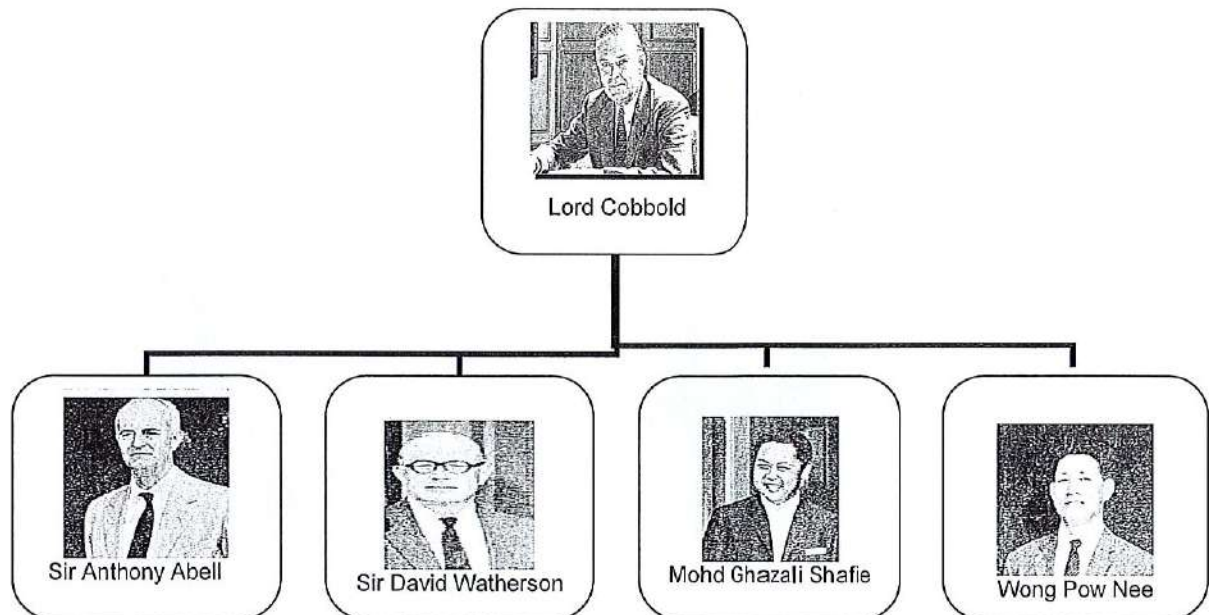 Lord Cobbold
Sir Anthony Abell
Sir David Watherson
Mohd Ghazali Shafie
Wong Pow Nee